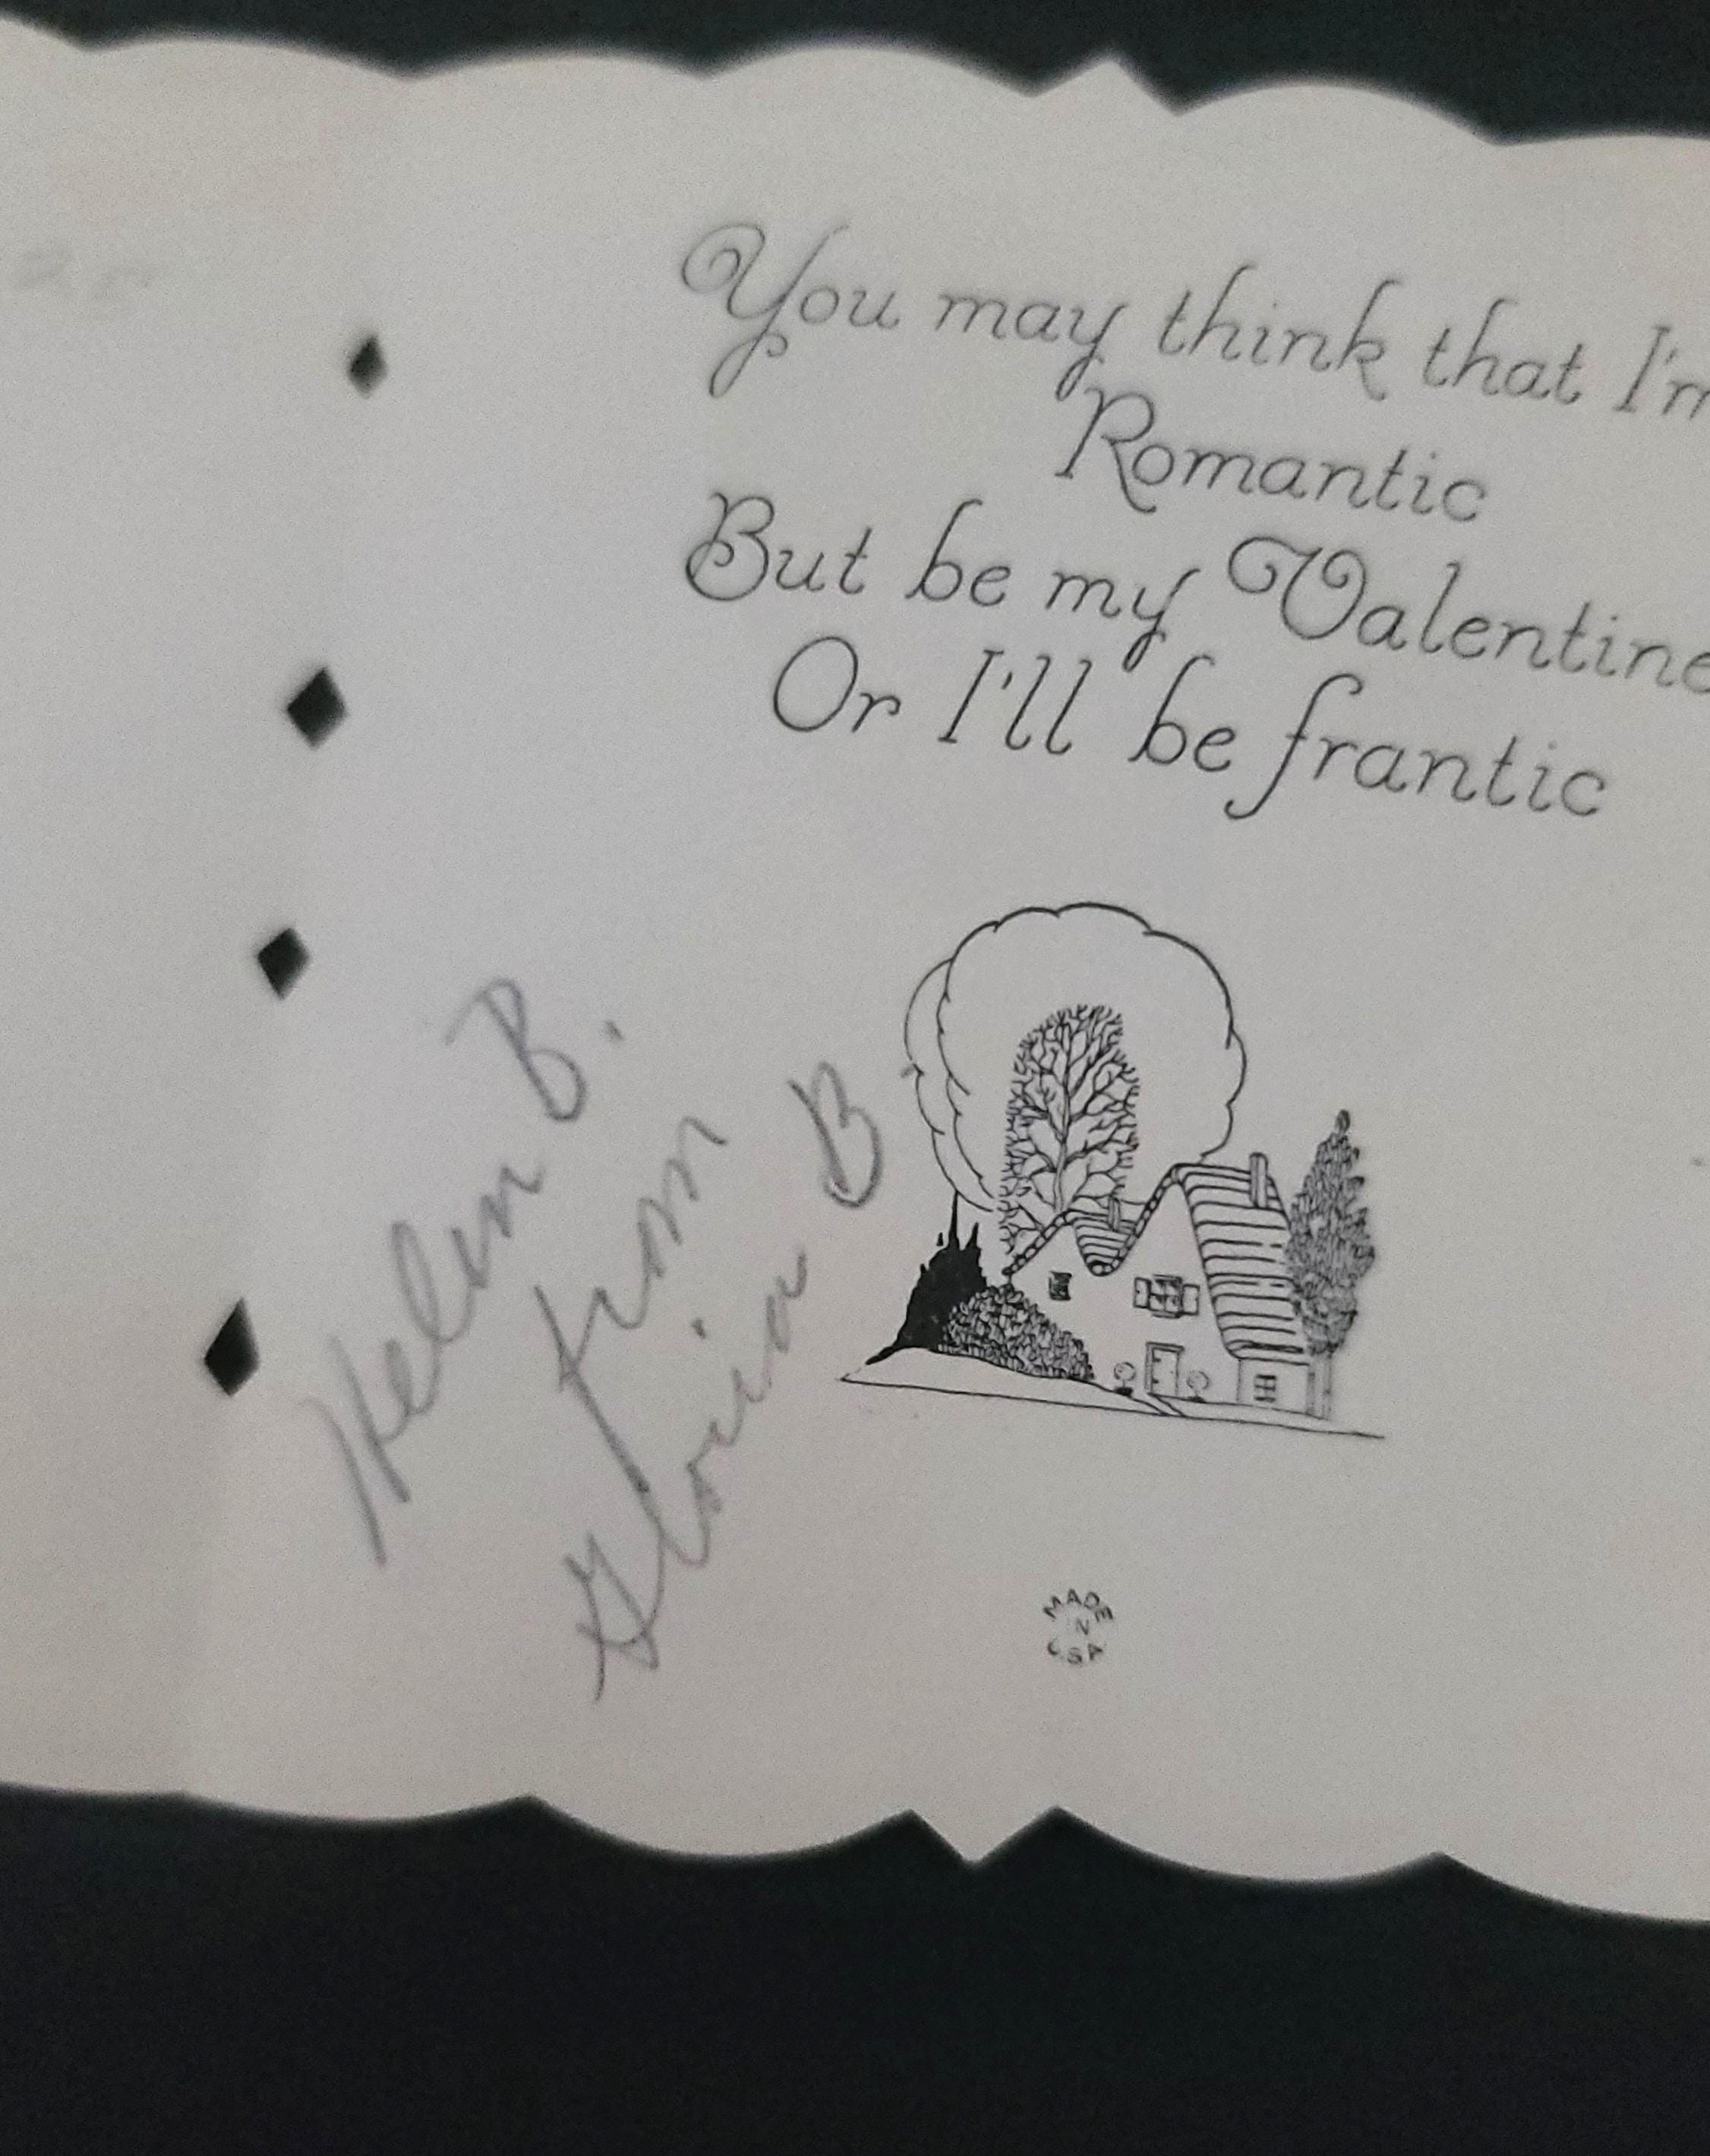 You may think that I'm
Romantic
But be my Valentine
Or I'll be frantic
Helen B.
from
Gloria B
MADE
IN
USA